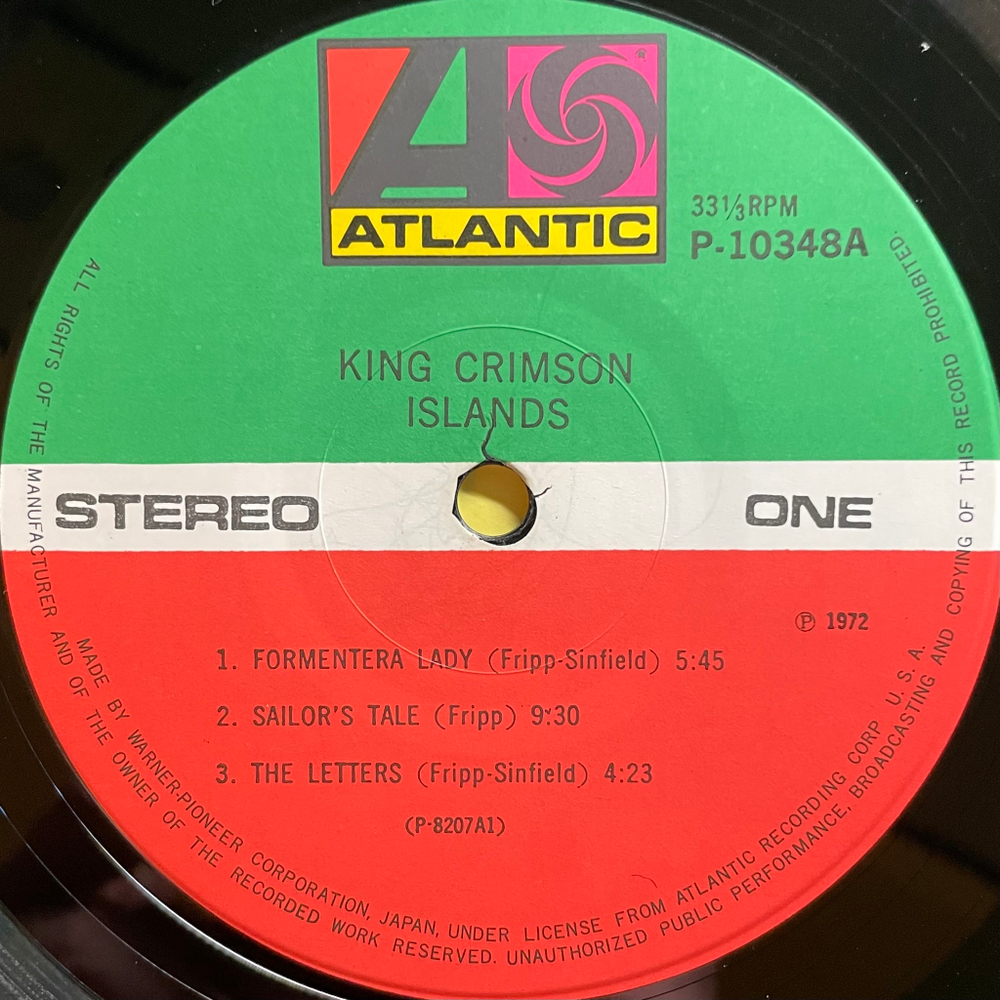 ®
ATLANTIC
33⅓RPM
P-10348A
KING CRIMSON
ISLANDS
STEREO
ONE
℗ 1972
1. FORMENTERA LADY (Fripp-Sinfield) 5:45
2. SAILOR'S TALE (Fripp) 9:30
3. THE LETTERS (Fripp-Sinfield) 4:23
(P-8207A1)
MADE BY WARNER-PIONEER CORPORATION, JAPAN, UNDER LICENSE FROM ATLANTIC RECORDING CORP U. S. A.
ALL RIGHTS OF THE MANUFACTURER AND OF THE OWNER OF THE RECORDED WORK RESERVED. UNAUTHORIZED PUBLIC PERFORMANCE, BROADCASTING AND COPYING OF THIS RECORD PROHIBITED.